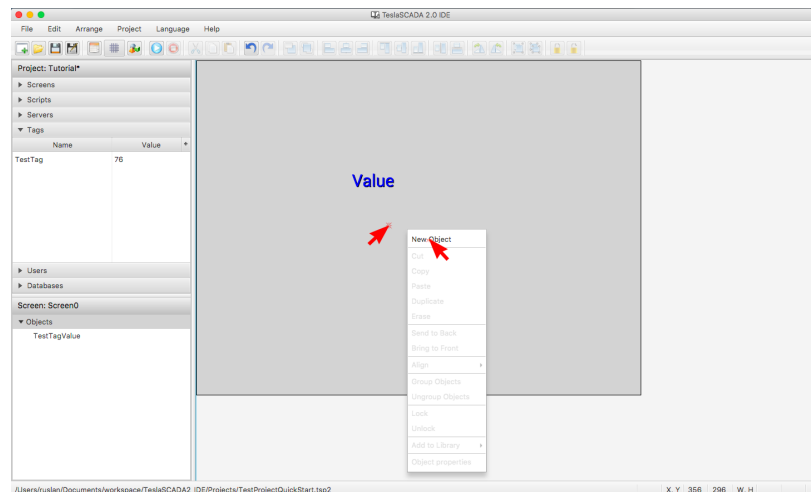 TeslaSCADA 2.0 IDE
File Edit Arrange Project Language Help
Project: Tutorial*
Screens
Scripts
Servers
Tags
Name Value +
TestTag 76
Users
Databases
Screen: Screen0
Objects
TestTagValue
Value
New Object
Cut
Copy
Paste
Duplicate
Erase
Send to Back
Bring to Front
Align
Group Objects
Ungroup Objects
Lock
Unlock
Add to Library
Object properties
/Users/ruslan/Documents/workspace/TeslaSCADA2 IDE/Projects/TestProjectQuickStart.tsp2 X, Y 356 296 W, H